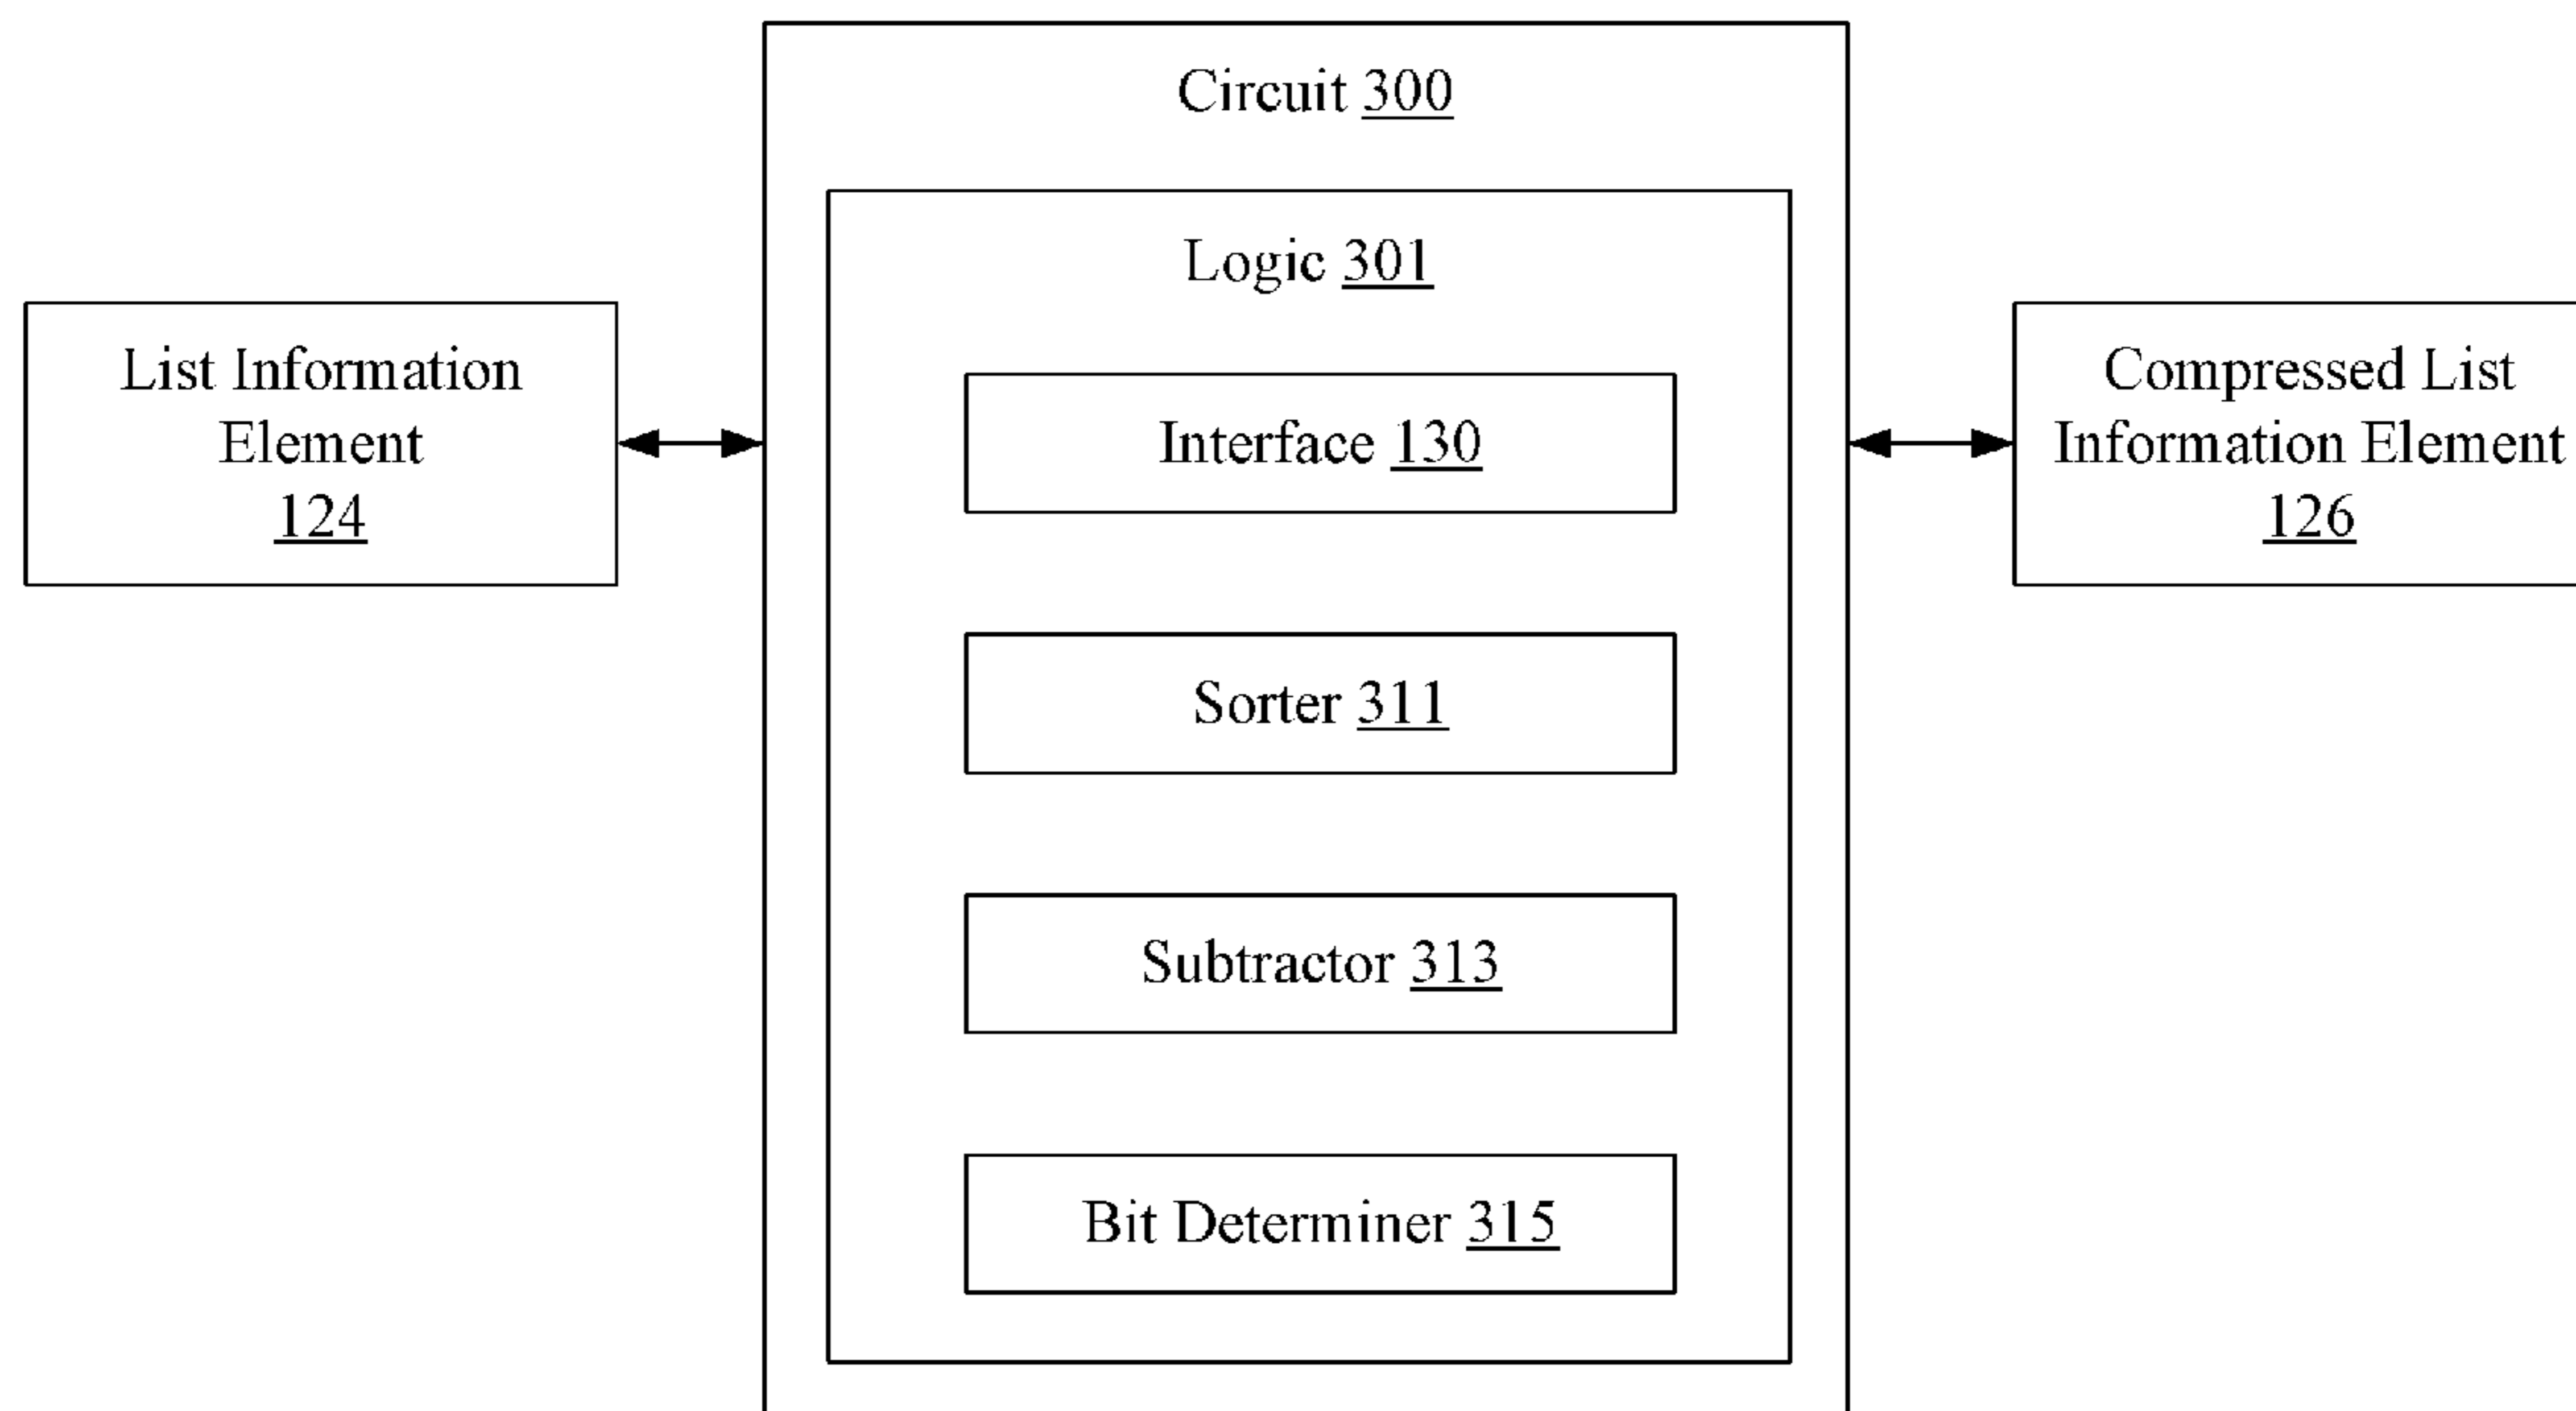 Circuit 300
Logic 301
List Information
Element
124
Interface 130
Compressed List
Information Element
126
Sorter 311
Subtractor 313
Bit Determiner 315